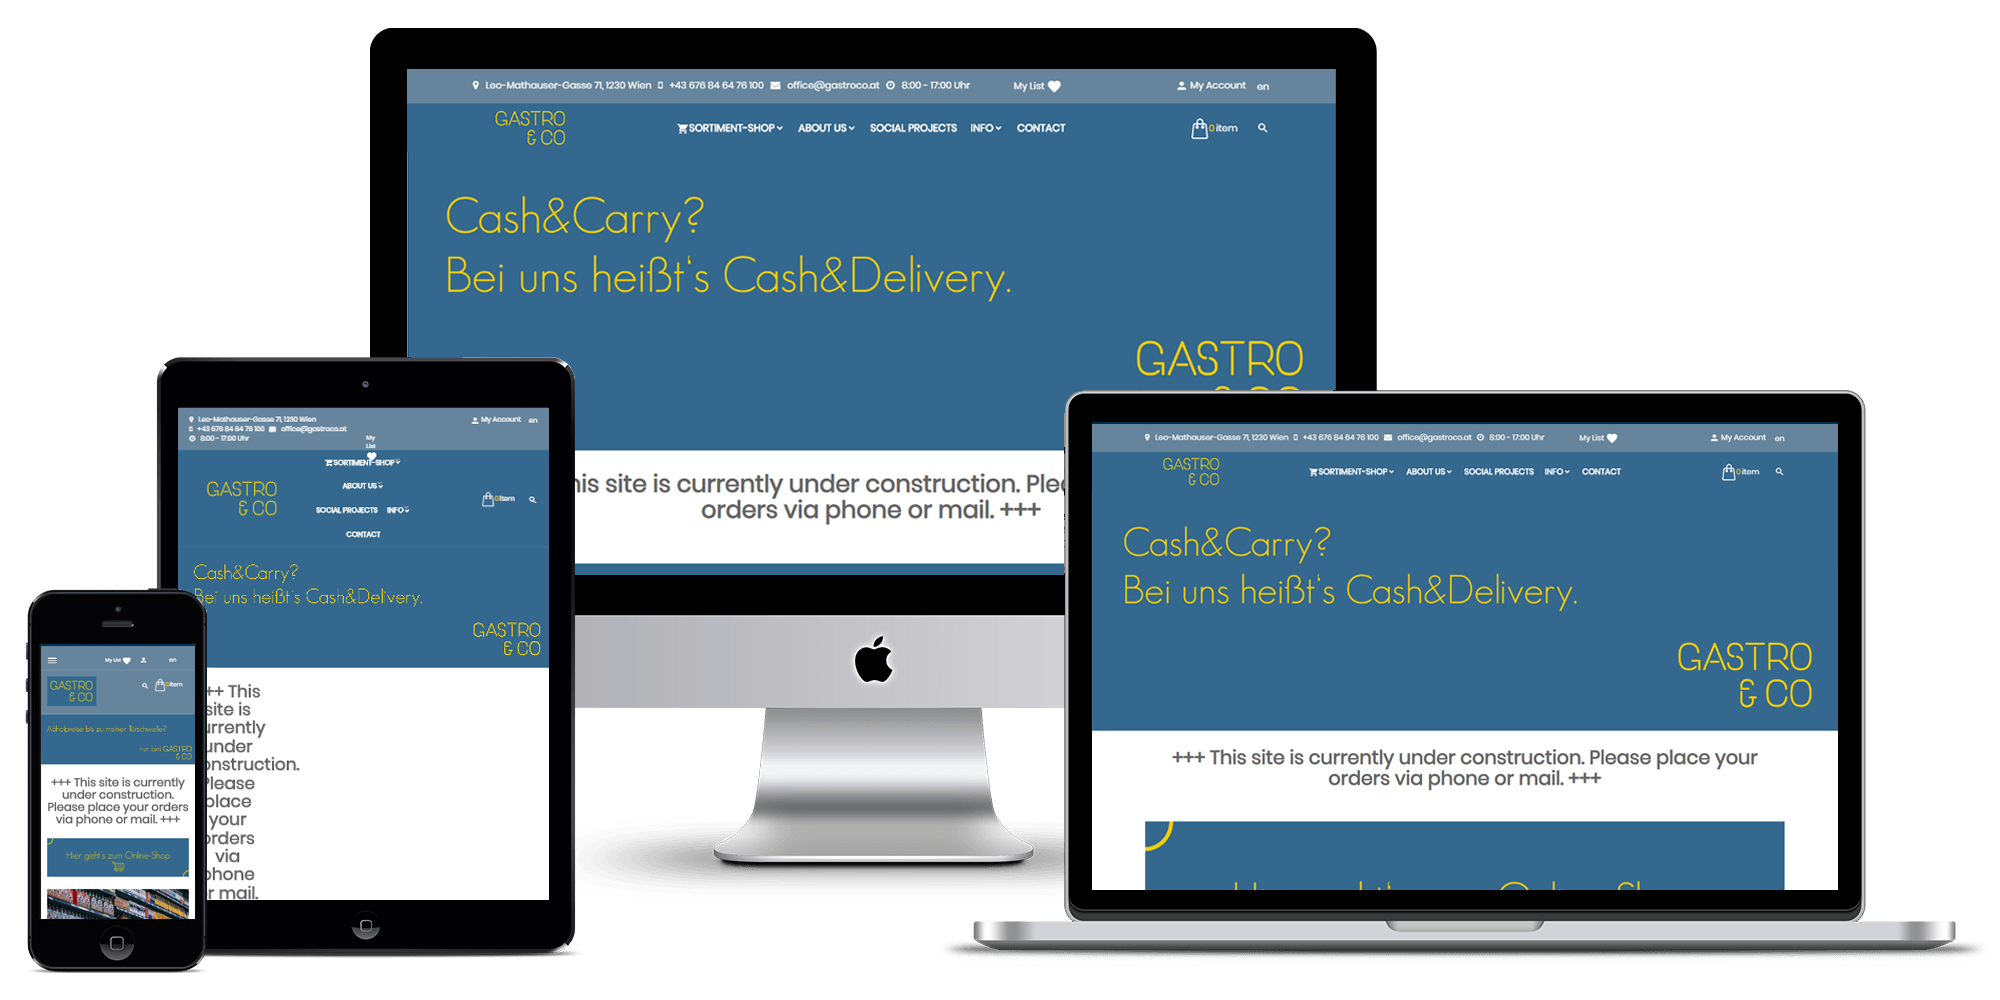 Leo-Mathauser-Gasse 71, 1230 Wien +43 676 84 64 76 100 office@gastroco.at 8:00 - 17:00 Uhr My List My Account en
GASTRO
& CO
SORTIMENT-SHOP ABOUT US SOCIAL PROJECTS INFO CONTACT 0 item
Cash&Carry?
Bei uns heißt's Cash&Delivery.
GASTRO
& CO
his site is currently under construction. Plea
orders via phone or mail. +++
Leo-Mathauser-Gasse 71, 1230 Wien
+43 676 84 64 76 100 office@gastroco.at
8:00 - 17:00 Uhr
My
List
My Account en
SORTIMENT-SHOP
ABOUT US
SOCIAL PROJECTS INFO
CONTACT
GASTRO
& CO
0 item
Cash&Carry?
Bei uns heißt's Cash&Delivery.
GASTRO
& CO
++ This
site is
urrently
under
onstruction.
Please
place
your
orders
via
phone
or mail.
My List en
GASTRO
& CO
0 item
Abholpreise bis zu meiner Türschwelle?
nur bei GASTRO
& CO
+++ This site is currently
under construction.
Please place your orders
via phone or mail. +++
Hier geht's zum Online-Shop
Leo-Mathauser-Gasse 71, 1230 Wien +43 676 84 64 76 100 office@gastroco.at 8:00 - 17:00 Uhr My List My Account en
GASTRO
& CO
SORTIMENT-SHOP ABOUT US SOCIAL PROJECTS INFO CONTACT 0 item
Cash&Carry?
Bei uns heißt's Cash&Delivery.
GASTRO
& CO
+++ This site is currently under construction. Please place your
orders via phone or mail. +++